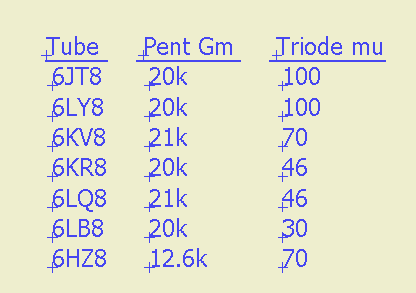 Tube Pent Gm Triode mu
6JT8 20k 100
6LY8 20k 100
6KV8 21k 70
6KR8 20k 46
6LQ8 21k 46
6LB8 20k 30
6HZ8 12.6k 70